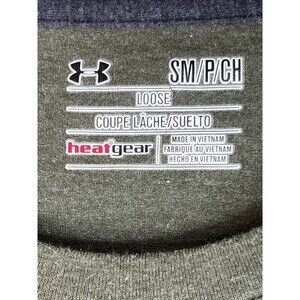 SM/P/CH
LOOSE
COUPE LÂCHE/SUELTO
heatgear
MADE IN VIETNAM
FABRIQUÉ AU VIETNAM
HECHO EN VIETNAM